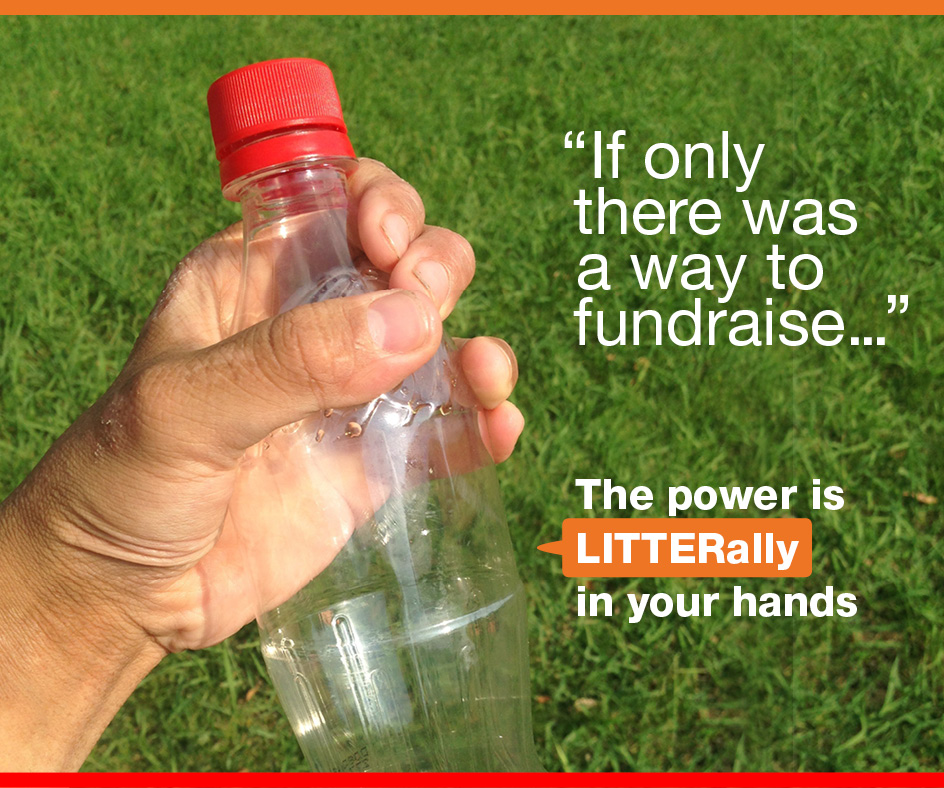 “If only
there was
a way to
fundraise...”
The power is
LITTERally
in your hands